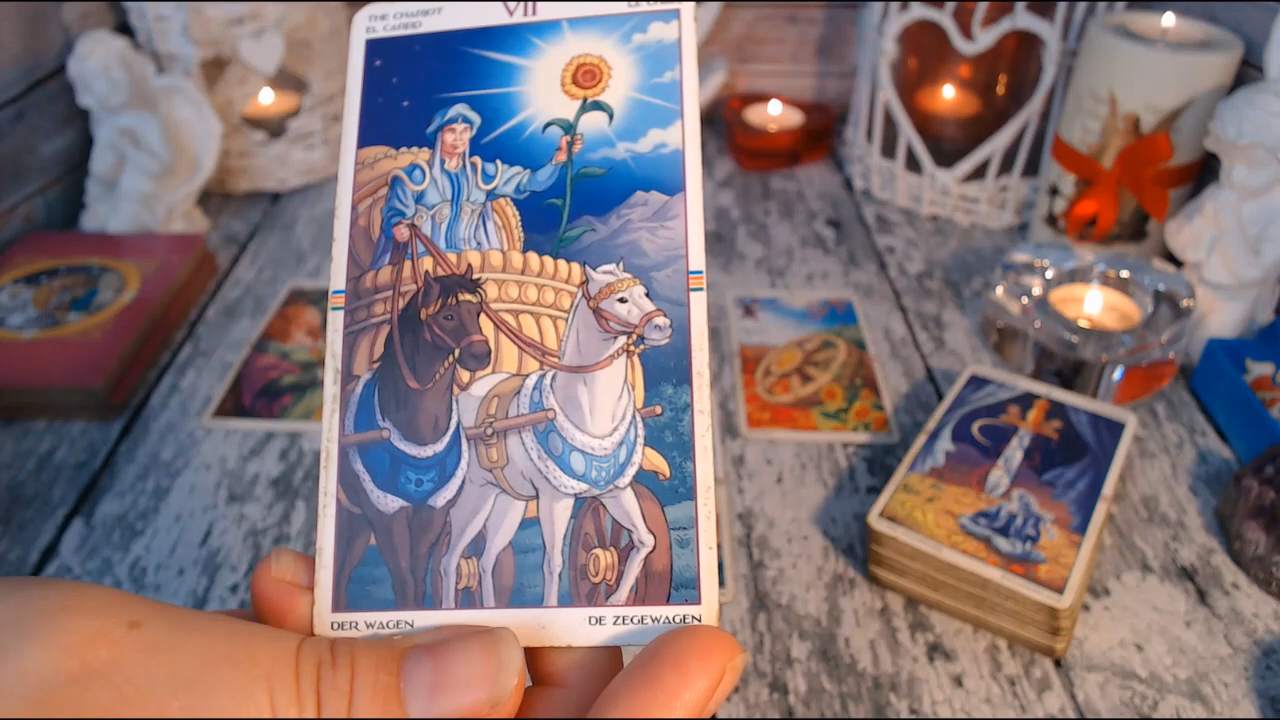 THE CHARIOT
VII
EL CARRO
DER WAGEN
DE ZEGEWAGEN